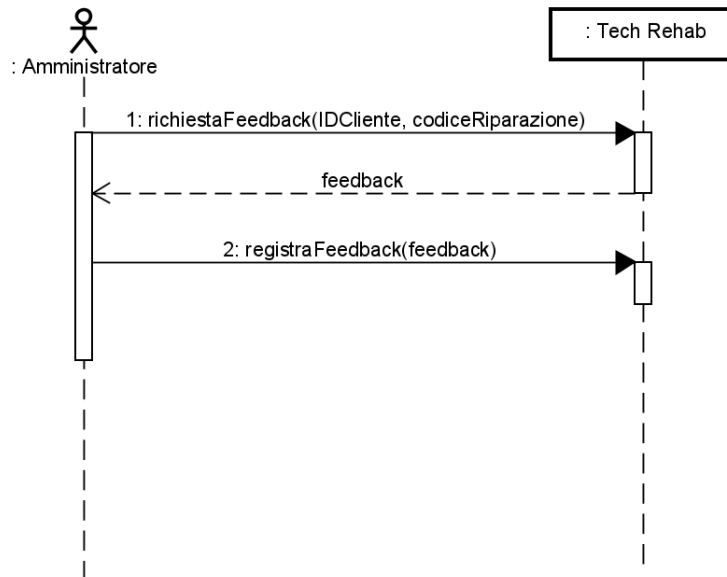 : Amministratore
: Tech Rehab
1: richiestaFeedback(IDCliente, codiceRiparazione)
feedback
2: registraFeedback(feedback)